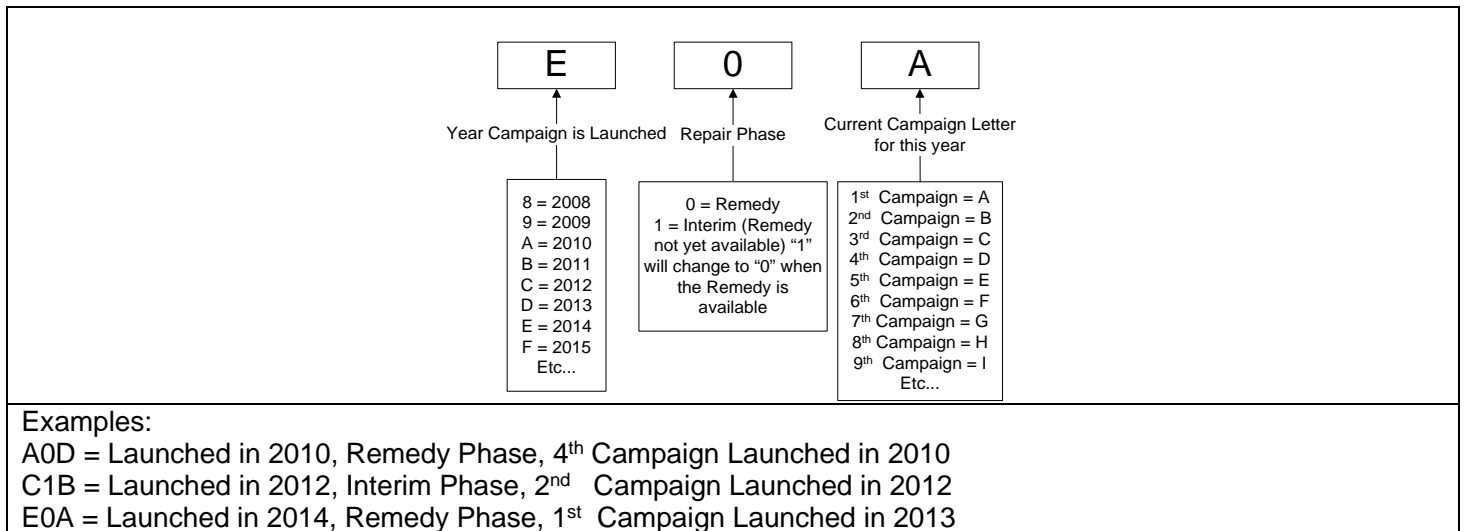 E 0 A
Year Campaign is Launched
Repair Phase
Current Campaign Letter
for this year
8 = 2008
9 = 2009
A = 2010
B = 2011
C = 2012
D = 2013
E = 2014
F = 2015
Etc...
0 = Remedy
1 = Interim (Remedy
not yet available) “1”
will change to “0” when
the Remedy is
available
1st Campaign = A
2nd Campaign = B
3rd Campaign = C
4th Campaign = D
5th Campaign = E
6th Campaign = F
7th Campaign = G
8th Campaign = H
9th Campaign = I
Etc...
Examples:
A0D = Launched in 2010, Remedy Phase, 4th Campaign Launched in 2010
C1B = Launched in 2012, Interim Phase, 2nd Campaign Launched in 2012
E0A = Launched in 2014, Remedy Phase, 1st Campaign Launched in 2013